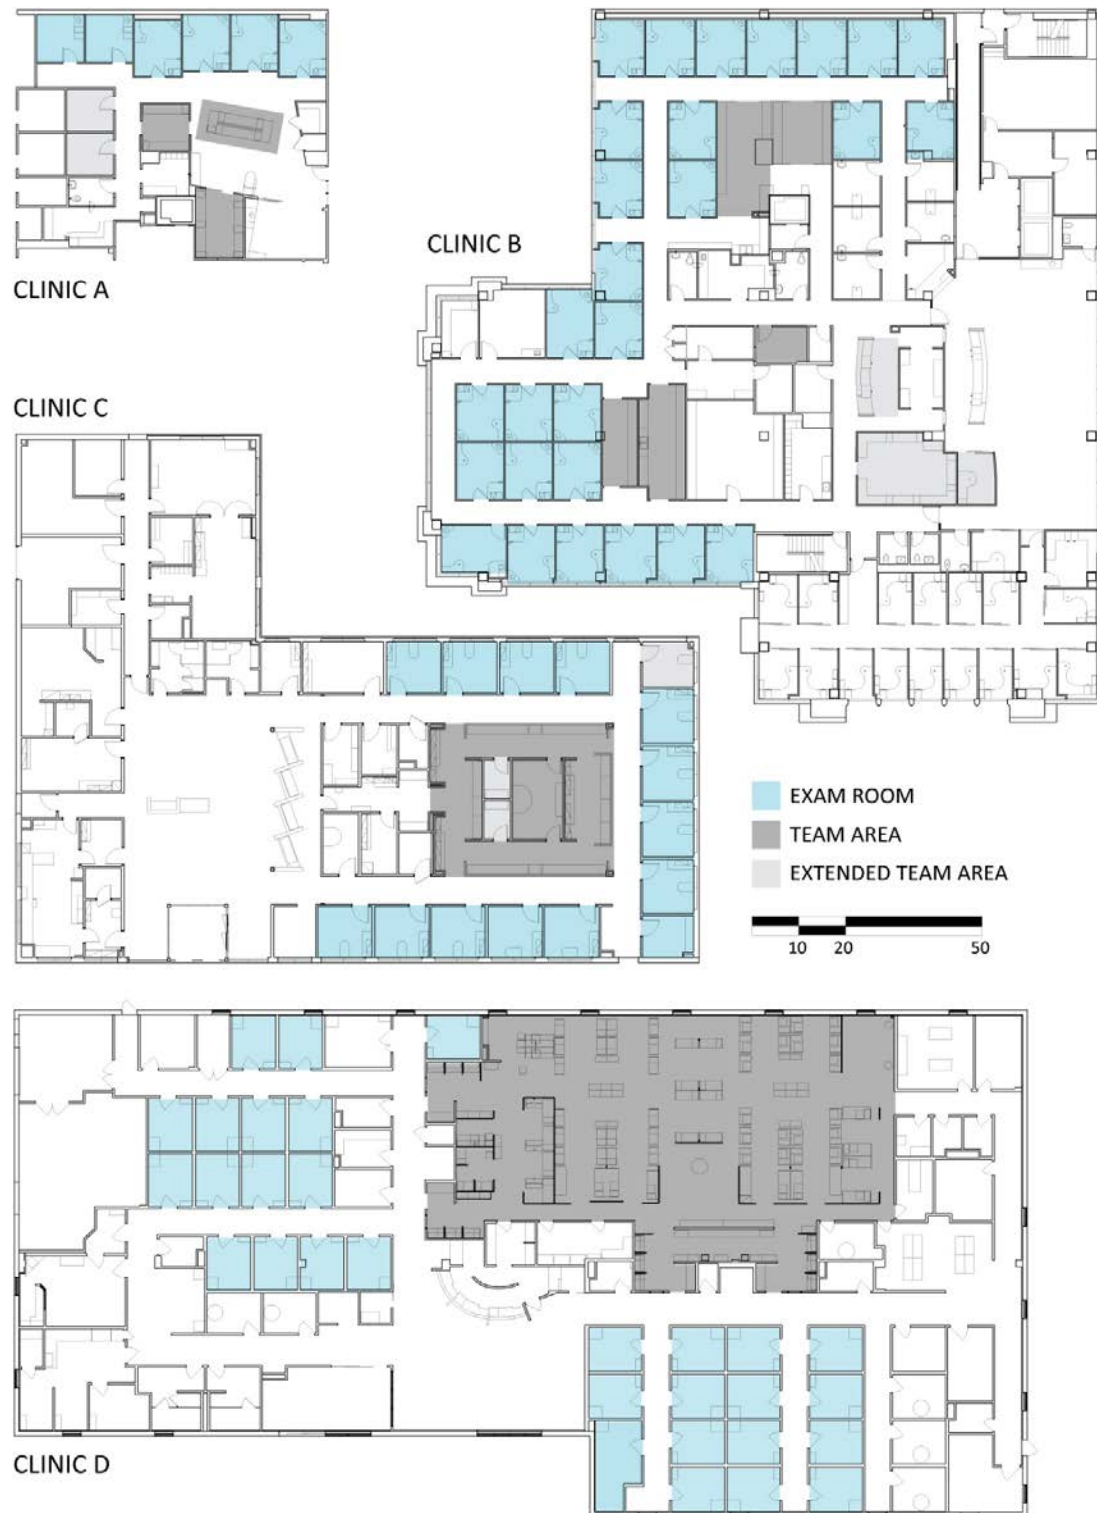 CLINIC A
CLINIC B
CLINIC C
EXAM ROOM
TEAM AREA
EXTENDED TEAM AREA
10 20 50
CLINIC D